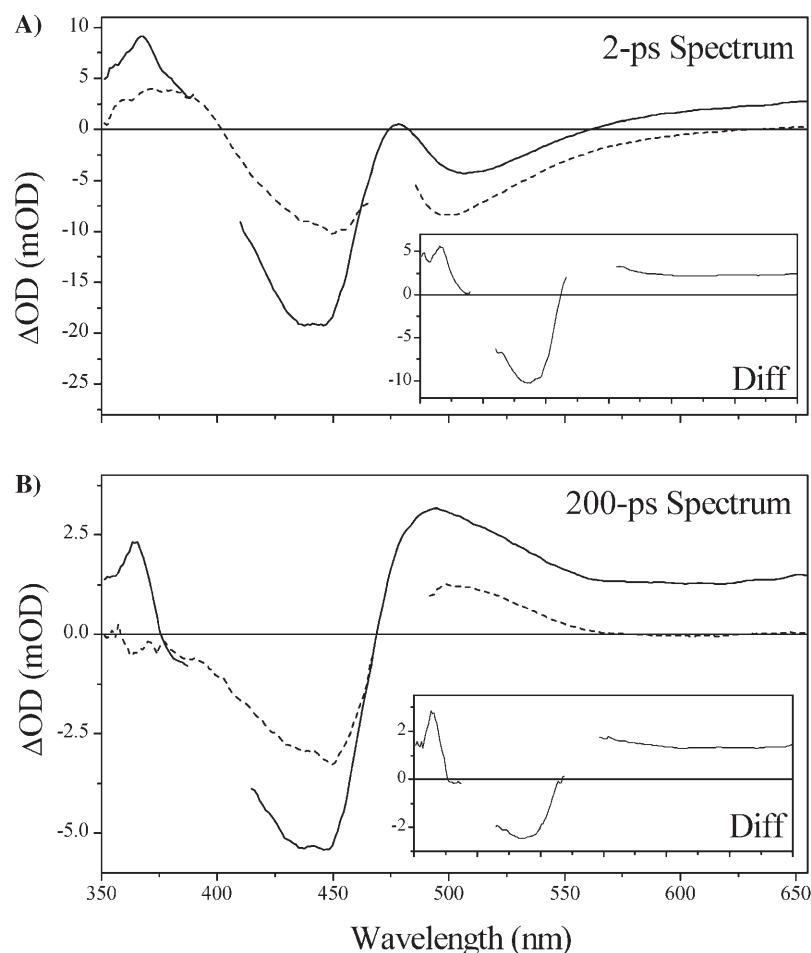 A)
2-ps Spectrum
10
5
0
-5
-10
-15
-20
-25
ΔOD (mOD)
5
0
-5
-10
Diff
B)
200-ps Spectrum
2.5
0.0
-2.5
-5.0
ΔOD (mOD)
2
0
-2
Diff
350 400 450 500 550 600 650
Wavelength (nm)